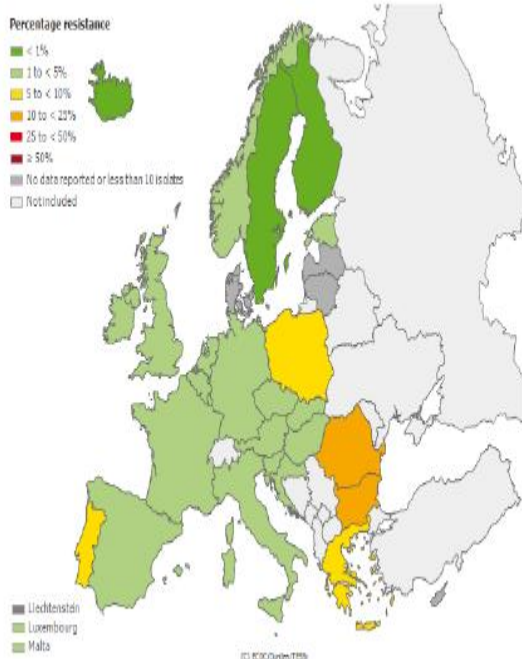 Percentage resistance
< 1%
1 to < 5%
5 to < 10%
10 to < 25%
25 to < 50%
≥ 50%
No data reported or less than 10 isolates
Not included
Liechtenstein
Luxembourg
Malta
(C) ECDC